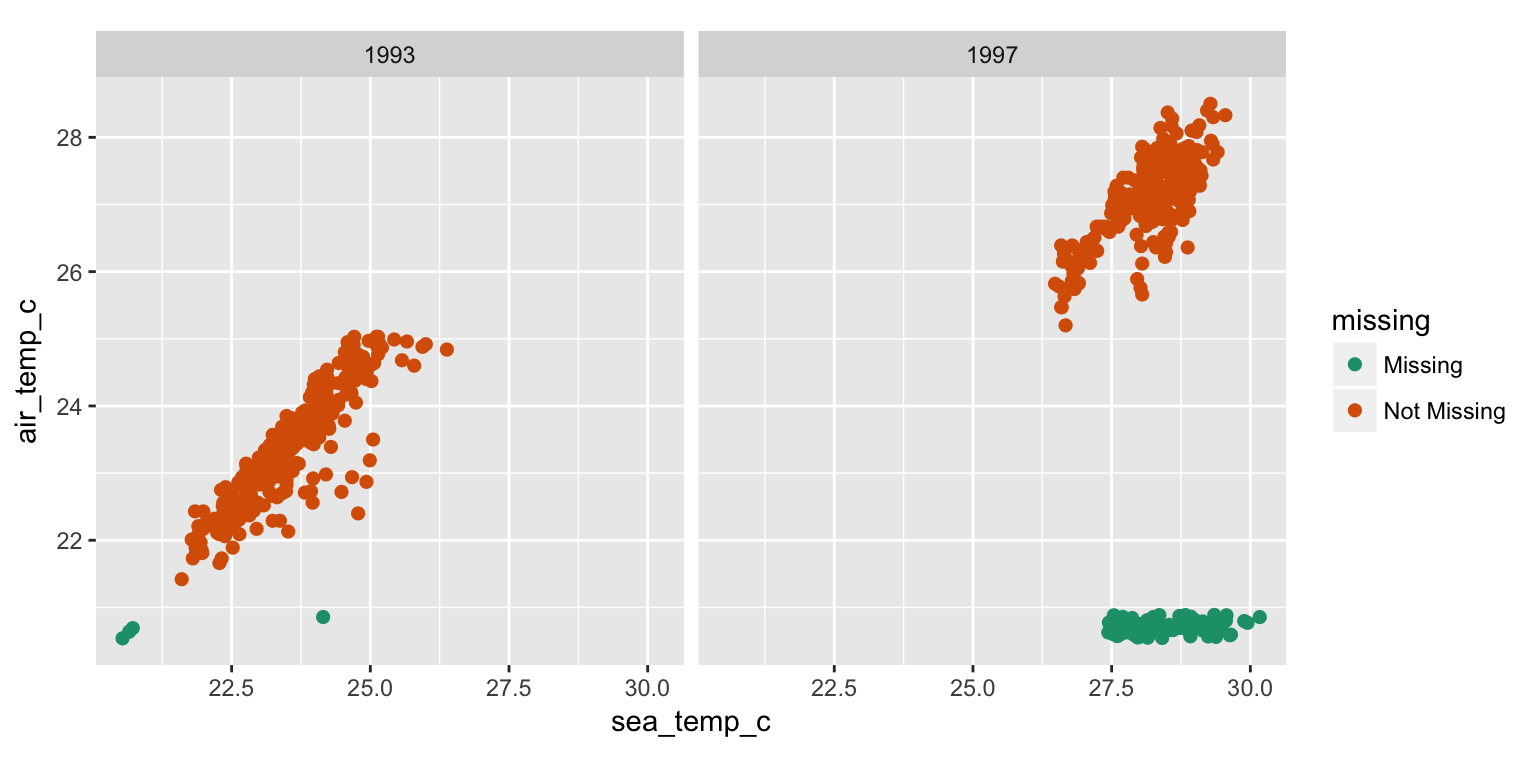 1993 1997
28
26
24
22
air_temp_c
22.5 25.0 27.5 30.0 22.5 25.0 27.5 30.0
sea_temp_c
missing
Missing
Not Missing